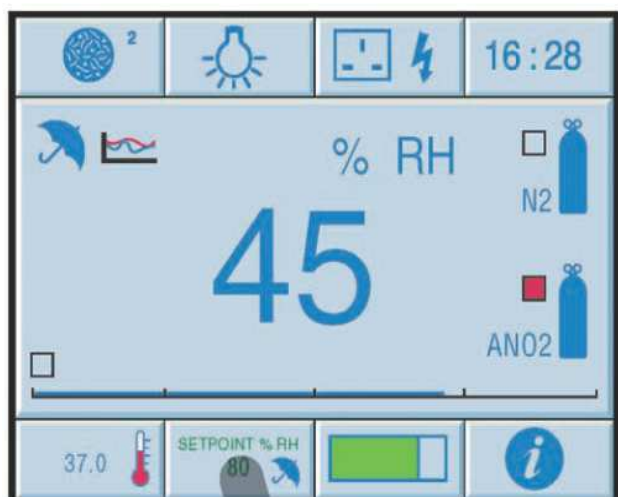 2
16:28
% RH
45
N2
ANO2
37.0
SETPOINT % RH
80
i